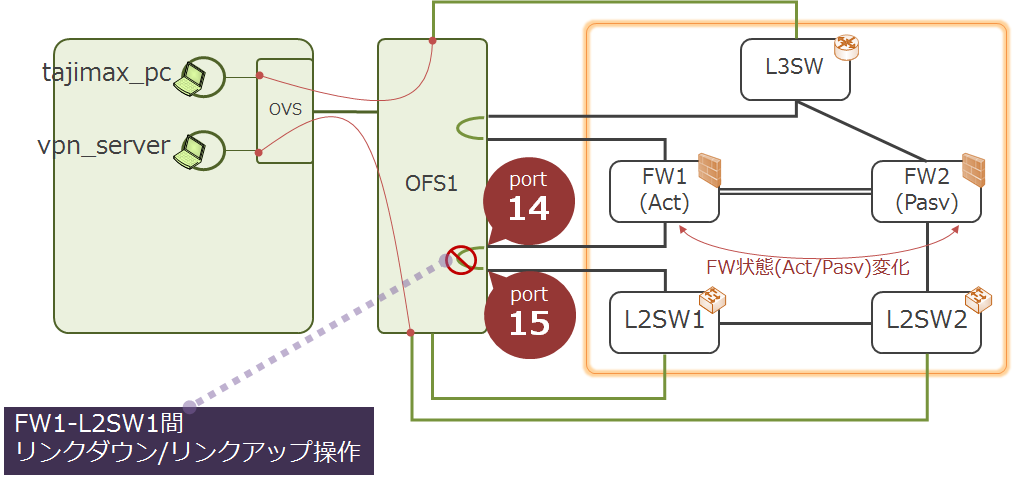 tajimax_pc
vpn_server
OVS
OFS1
port
14
port
15
L3SW
FW1
(Act)
FW2
(Pasv)
FW状態(Act/Pasv)変化
L2SW1
L2SW2
FW1-L2SW1間
リンクダウン/リンクアップ操作